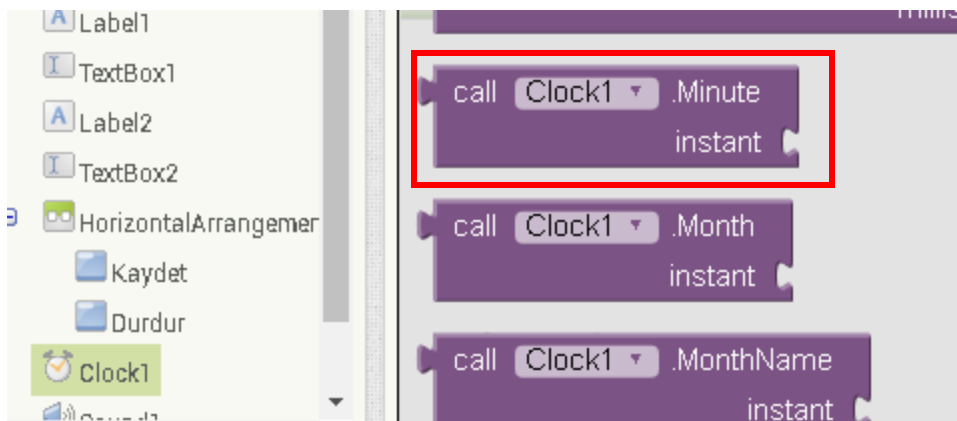 Label1
TextBox1
Label2
TextBox2
HorizontalArrangemen
Kaydet
Durdur
Clock1
call Clock1 .Minute
instant
call Clock1 .Month
instant
call Clock1 .MonthName
instant